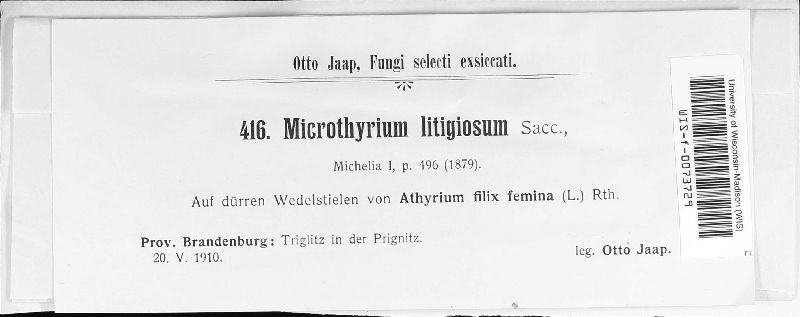 Otto Jaap, Fungi selecti exsiccati.
416. Microthyrium litigiosum Sacc.,
Michelia I, p. 496 (1879).
Auf dürren Wedelstielen von Athyrium filix femina (L.) Rth.
Prov. Brandenburg: Triglitz in der Prignitz.
20. V. 1910.
leg. Otto Jaap.
University of Wisconsin-Madison (WIS)
WIS-f-0073729